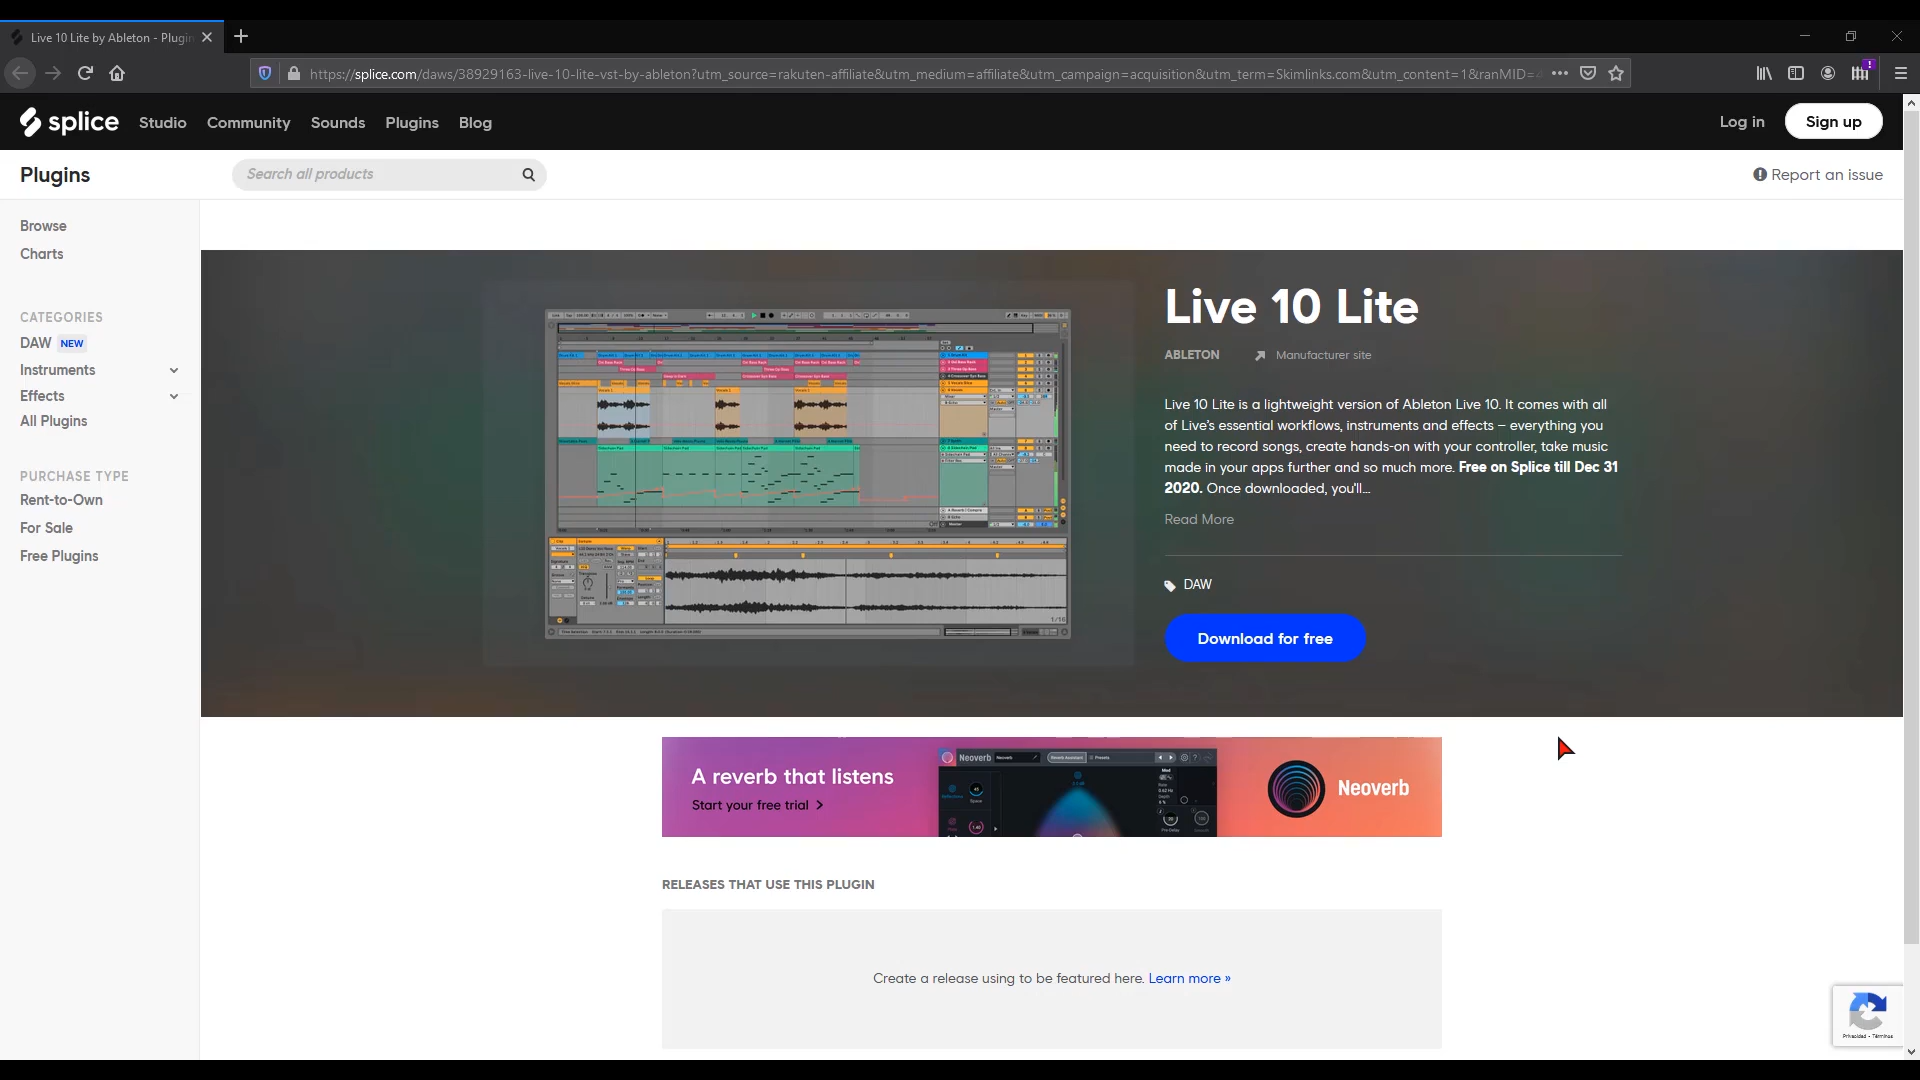 Live 10 Lite by Ableton - Plugin
https://splice.com/daws/38929163-live-10-lite-vst-by-ableton?utm_source=rakuten-affiliate&utm_medium=affiliate&utm_campaign=acquisition&utm_term=Skimlinks.com&utm_content=1&ranMID=4
splice Studio Community Sounds Plugins Blog Log in Sign up
Plugins Search all products Report an issue
Browse
Charts
CATEGORIES
DAW NEW
Instruments
Effects
All Plugins
PURCHASE TYPE
Rent-to-Own
For Sale
Free Plugins
Live 10 Lite
ABLETON Manufacturer site
Live 10 Lite is a lightweight version of Ableton Live 10. It comes with all
of Live's essential workflows, instruments and effects – everything you
need to record songs, create hands-on with your controller, take music
made in your apps further and so much more. Free on Splice till Dec 31
2020. Once downloaded, you'll...
Read More
DAW
Download for free
A reverb that listens
Start your free trial
Neoverb
Neoverb
Reverb Assistant
Presets
Neoverb
RELEASES THAT USE THIS PLUGIN
Create a release using to be featured here. Learn more »
Privacidad - Términos